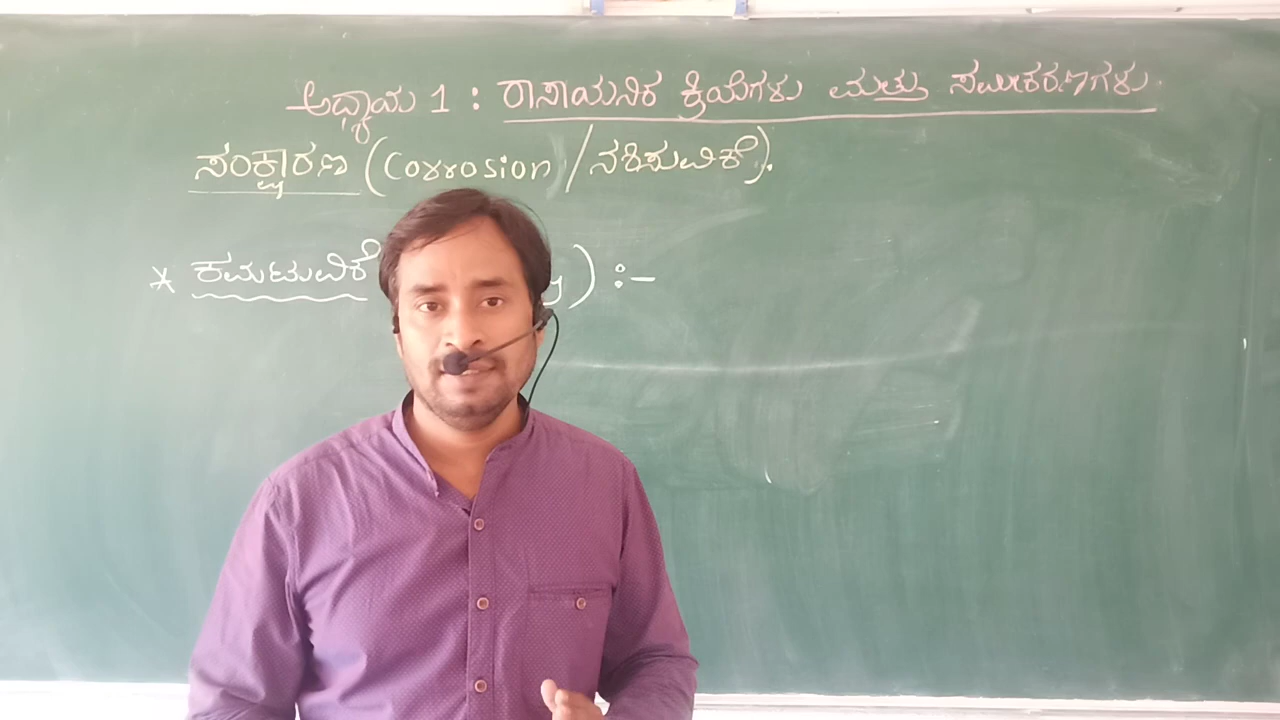 ಅಧ್ಯಾಯ 1 : ರಾಸಾಯನಿಕ ಕ್ರಿಯೆಗಳು ಮತ್ತು ಸಮೀಕರಣಗಳು.
ಸಂಕ್ಷಾರಣ (Corrosion / ನಶಿಸುವಿಕೆ).
* ಕಮಟುವಿಕೆ y) :-